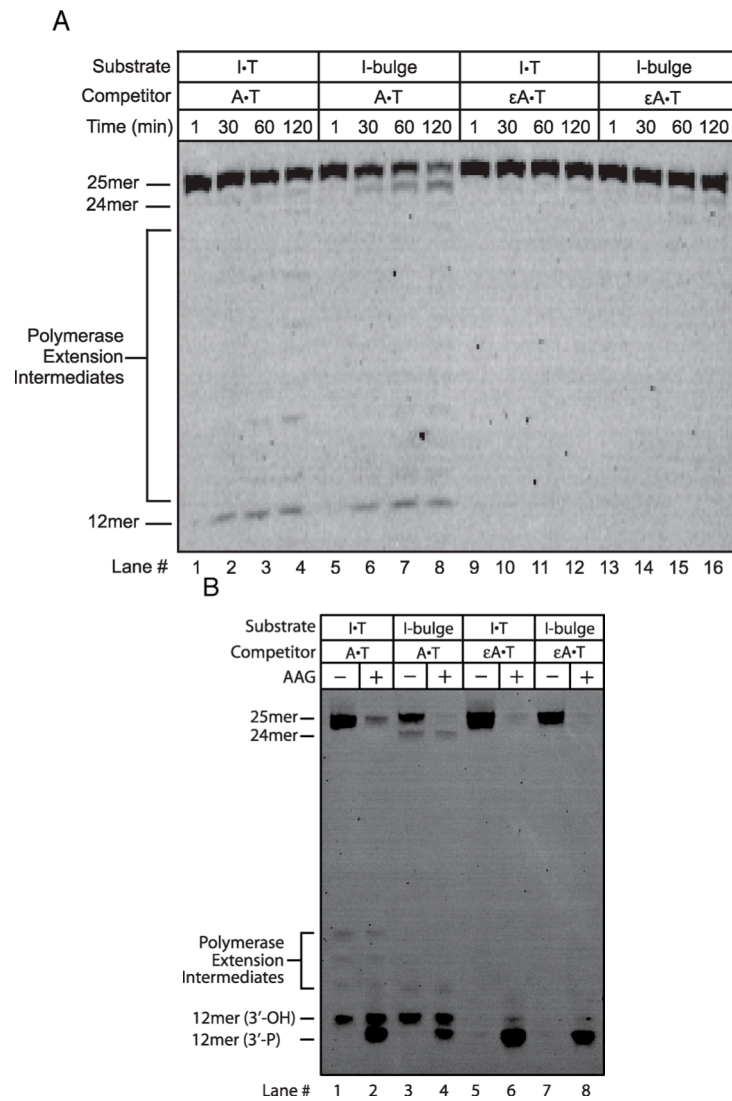 A
Substrate I•T I-bulge I•T I-bulge
Competitor A•T A•T εA•T εA•T
Time (min) 1 30 60 120 1 30 60 120 1 30 60 120 1 30 60 120
25mer
24mer
Polymerase
Extension
Intermediates
12mer
Lane # 1 2 3 4 5 6 7 8 9 10 11 12 13 14 15 16
B
Substrate I•T I-bulge I•T I-bulge
Competitor A•T A•T εA•T εA•T
AAG − + − + − + − +
25mer
24mer
Polymerase
Extension
Intermediates
12mer (3'-OH)
12mer (3'-P)
Lane # 1 2 3 4 5 6 7 8